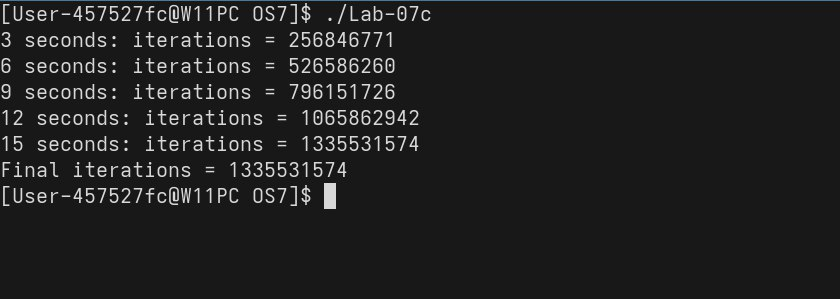 [User-457527fc@W11PC OS7]$ ./Lab-07c
3 seconds: iterations = 256846771
6 seconds: iterations = 526586260
9 seconds: iterations = 796151726
12 seconds: iterations = 1065862942
15 seconds: iterations = 1335531574
Final iterations = 1335531574
[User-457527fc@W11PC OS7]$